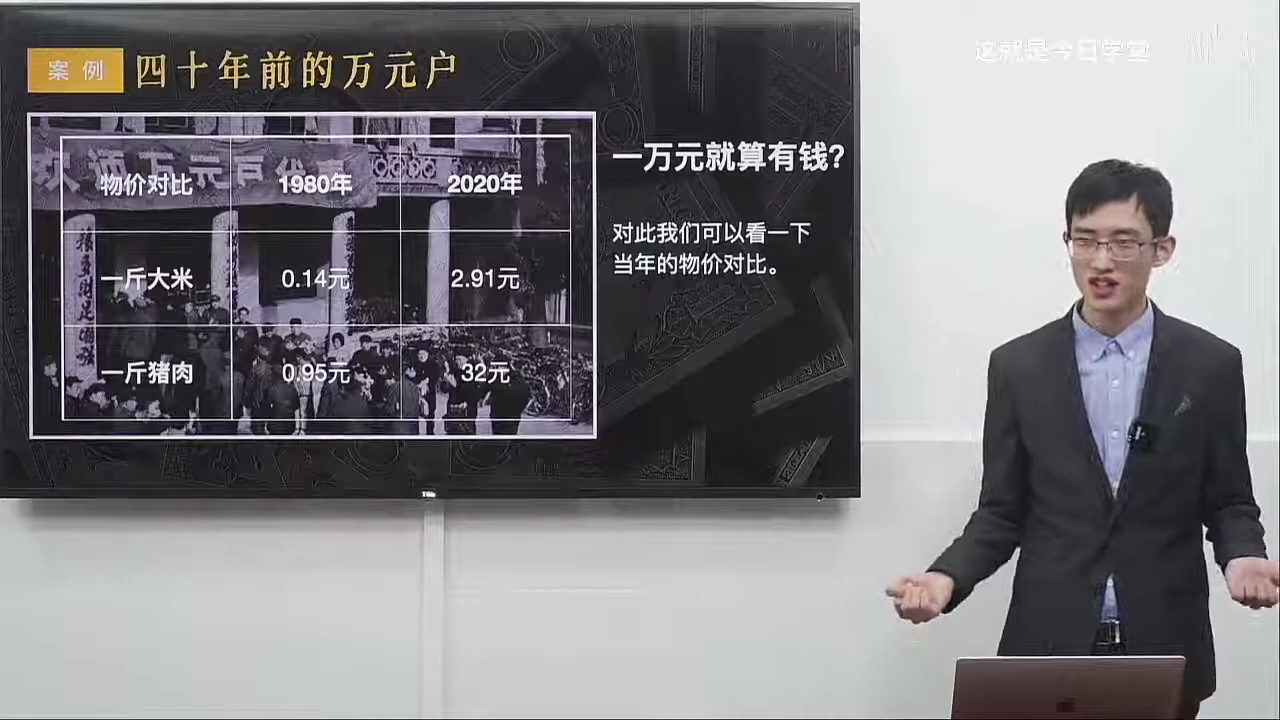 这就是今日学堂
案例
四十年前的万元户
物价对比
1980年
2020年
一斤大米
0.14元
2.91元
一斤猪肉
0.95元
32元
一万元就算有钱?
对此我们可以看一下
当年的物价对比。